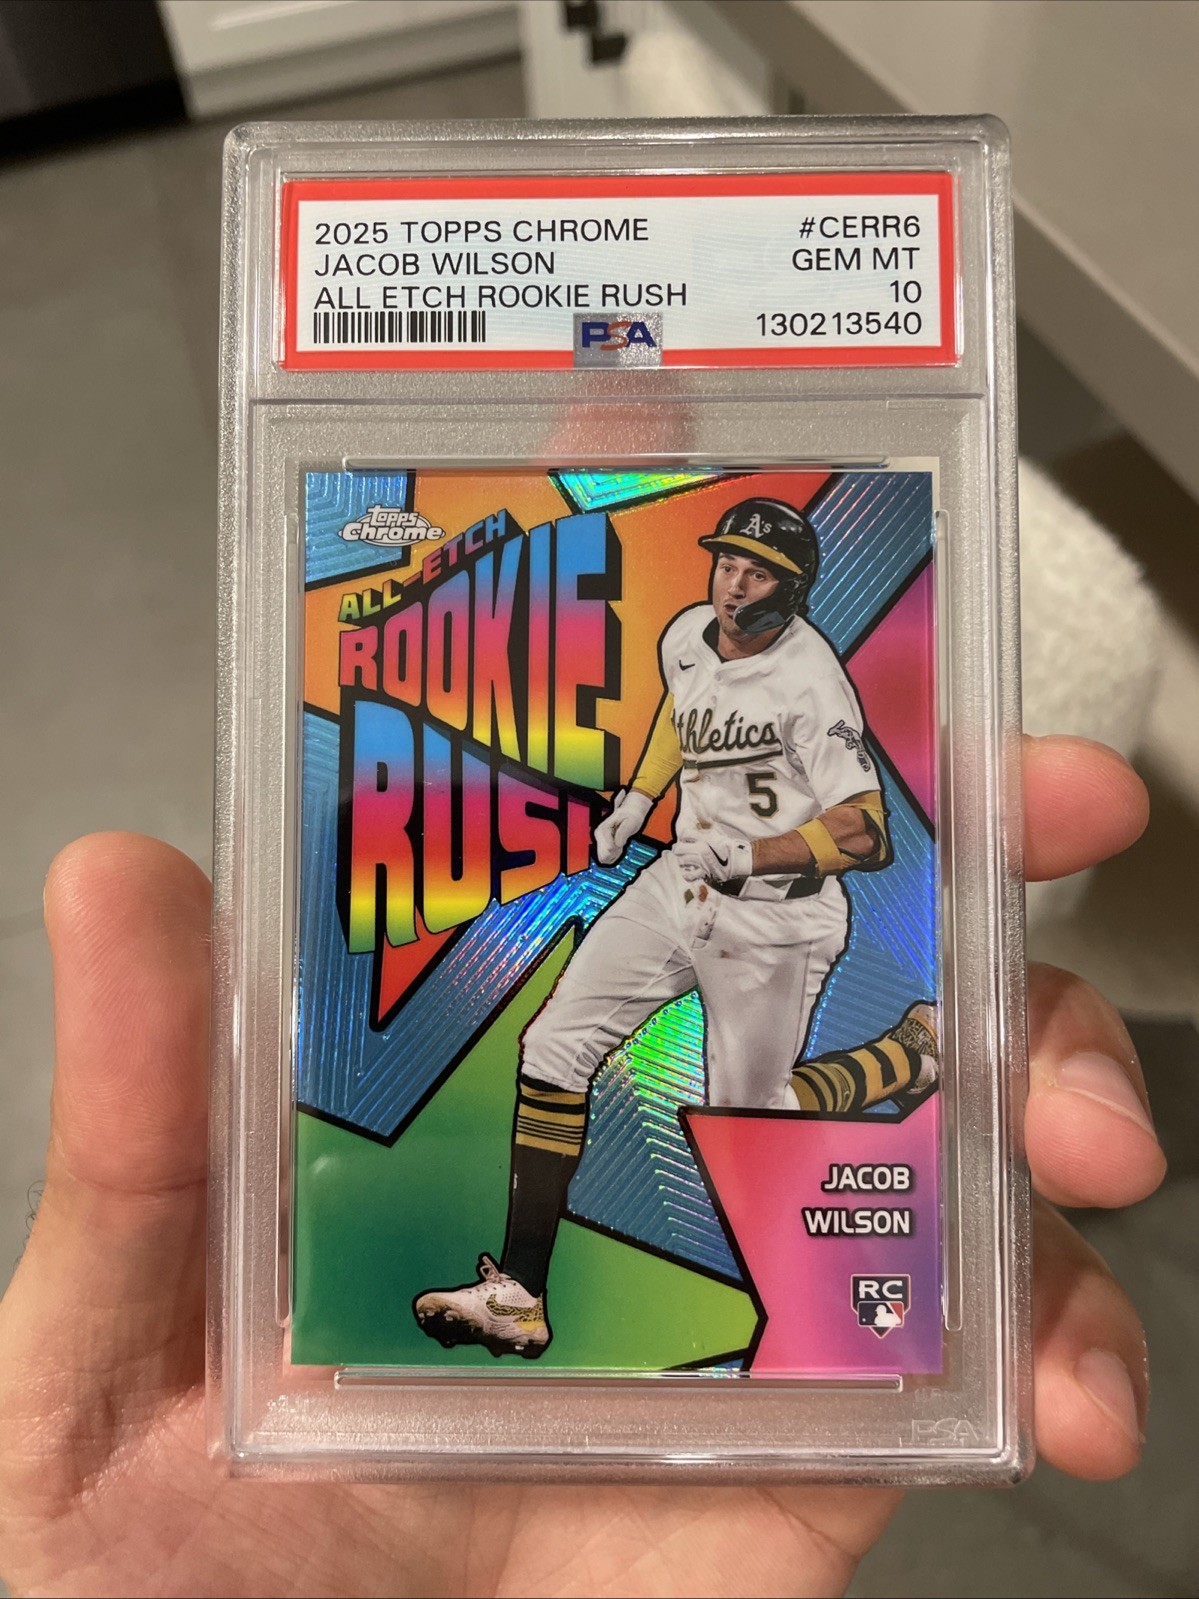 2025 TOPPS CHROME #CERR6
JACOB WILSON GEM MT
ALL ETCH ROOKIE RUSH 10
PSA 130213540
topps
Chrome
ALL-ETCH
ROOKIE
RUSH
A's
Athletics
5
JACOB
WILSON
RC
PSA